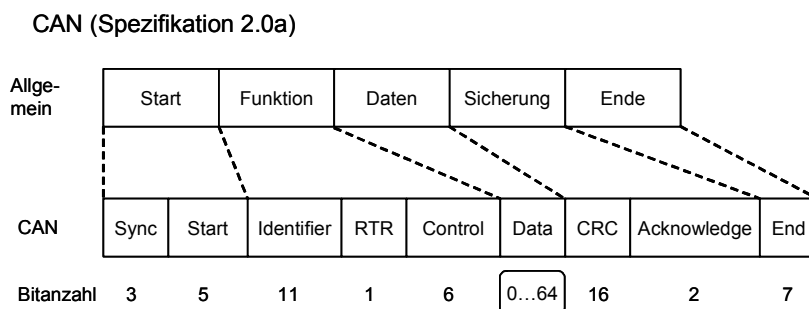 CAN (Spezifikation 2.0a)
Allge-
mein
Start Funktion Daten Sicherung Ende
CAN Sync Start Identifier RTR Control Data CRC Acknowledge End
Bitanzahl 3 5 11 1 6 0...64 16 2 7